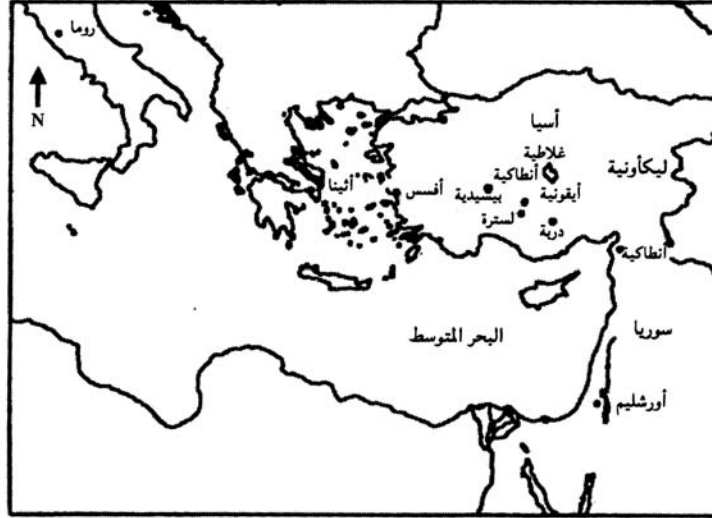 روما
N
أسيا
غلاطية
ليكأونية
أنطاكية
بيسيدية
أيقونية
أفسس
أثينا
لسترة
دربة
أنطاكية
سوريا
البحر المتوسط
أورشليم